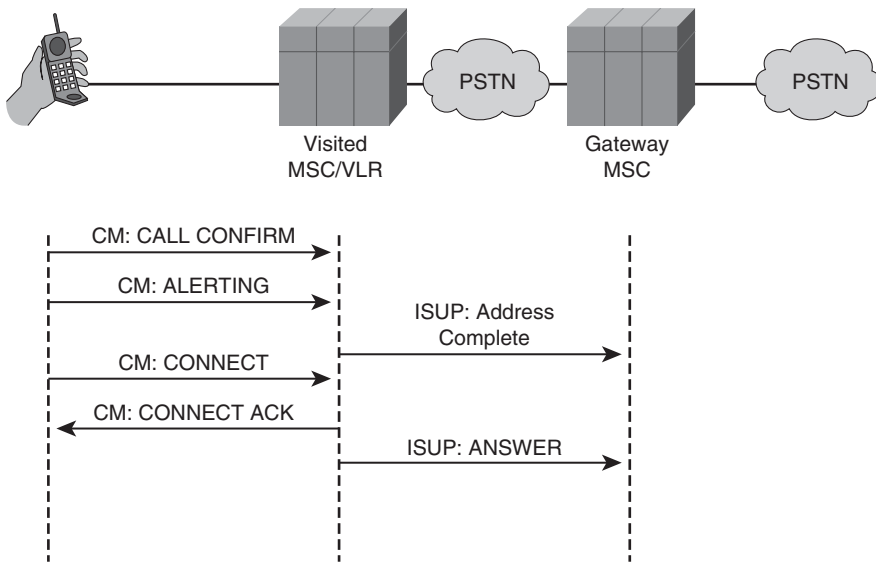 PSTN
PSTN
Visited
MSC/VLR
Gateway
MSC
CM: CALL CONFIRM
CM: ALERTING
ISUP: Address
Complete
CM: CONNECT
CM: CONNECT ACK
ISUP: ANSWER